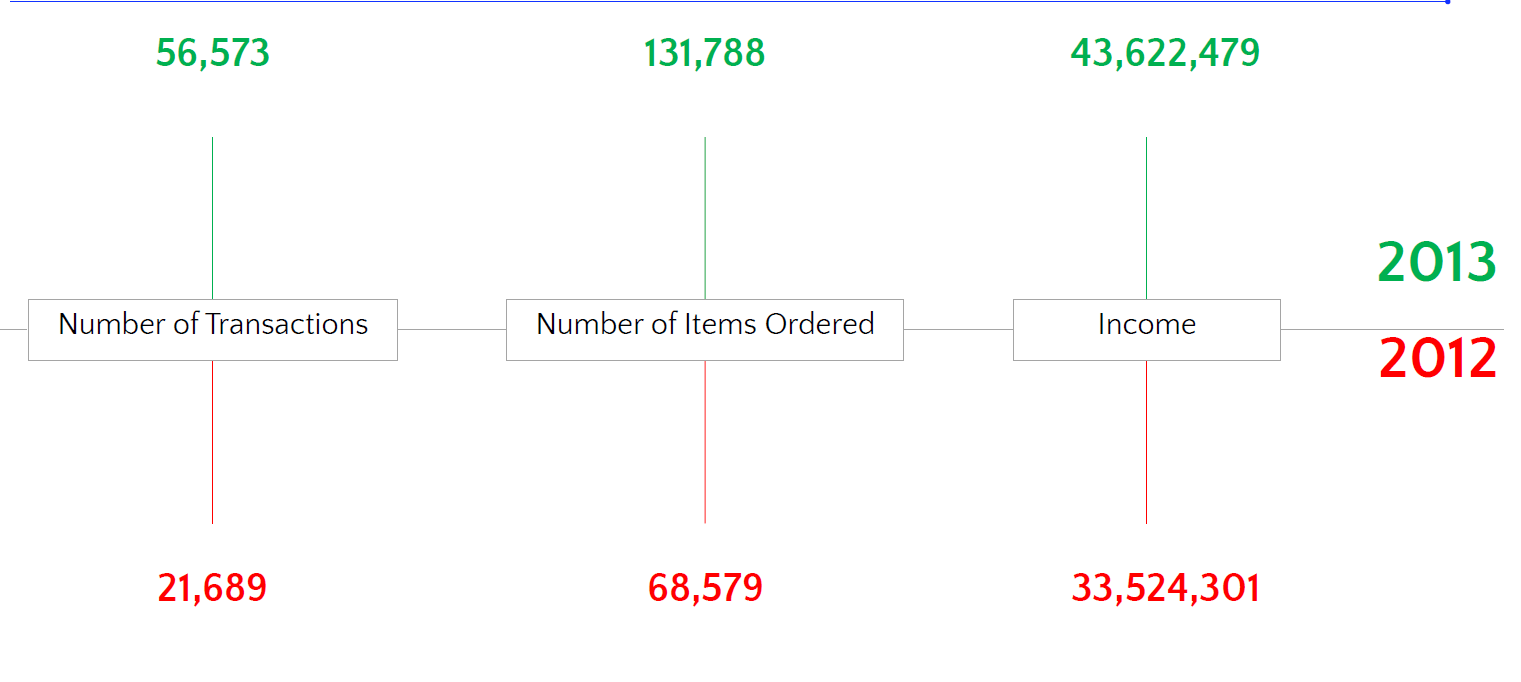 56,573 131,788 43,622,479
2013
Number of Transactions Number of Items Ordered Income
2012
21,689 68,579 33,524,301